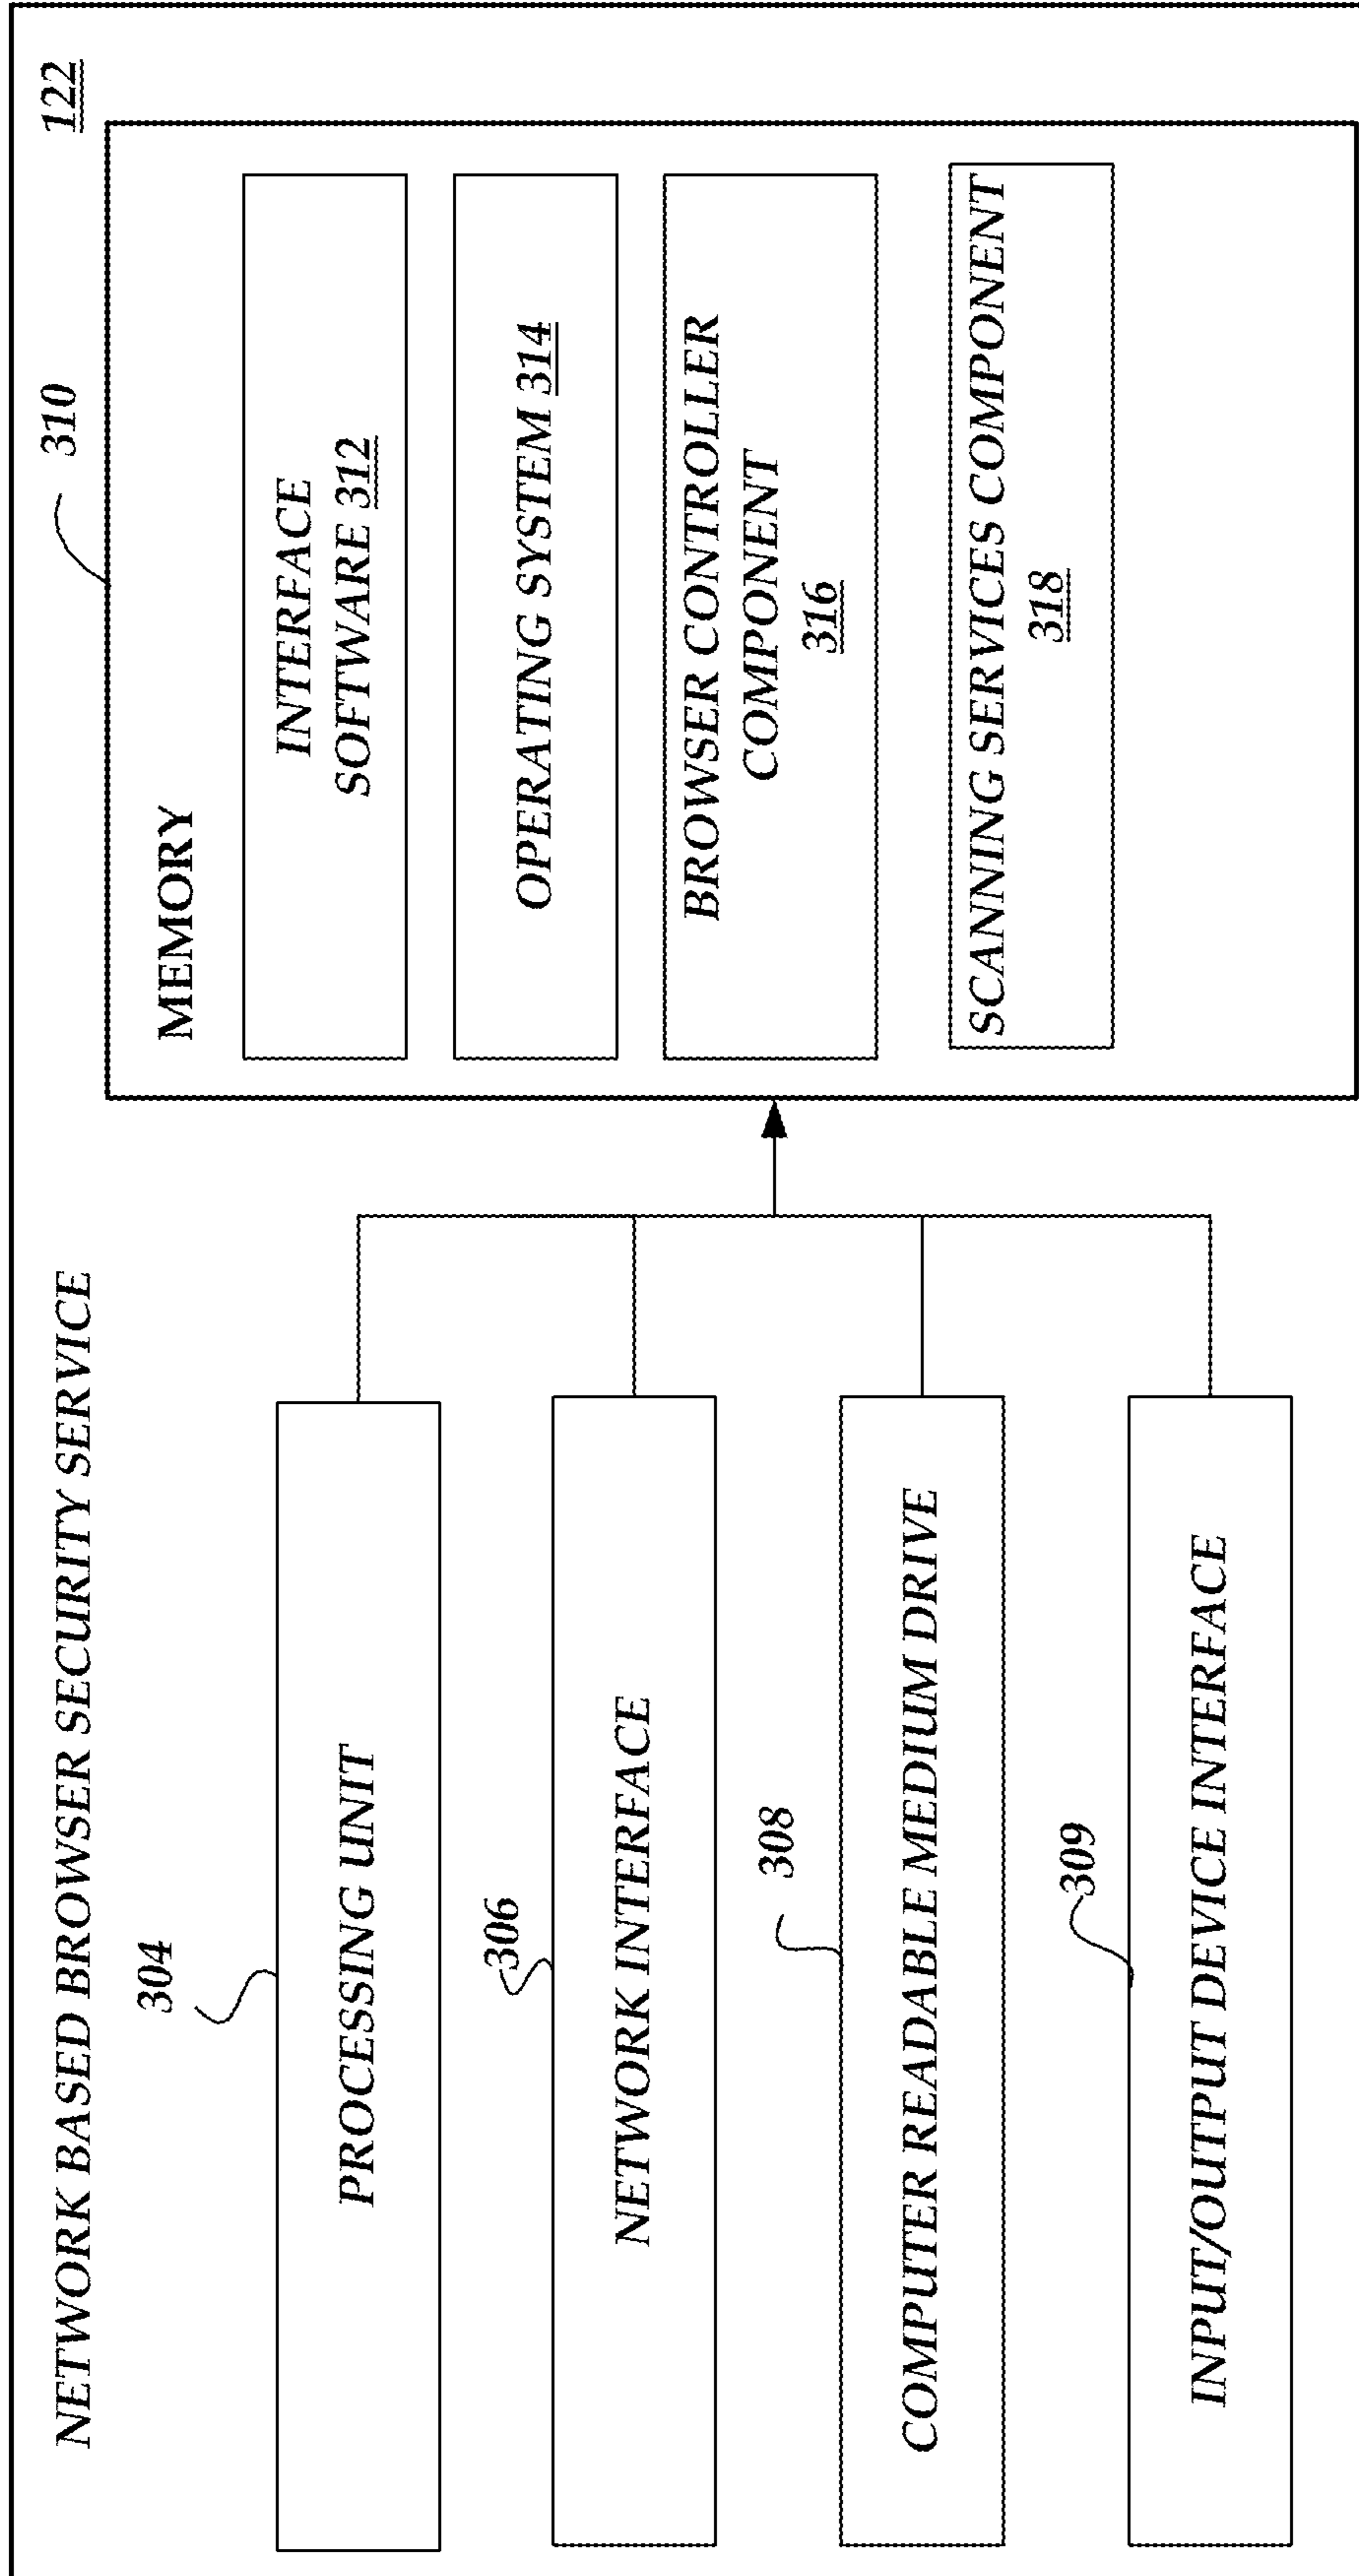 NETWORK BASED BROWSER SECURITY SERVICE
122
304
PROCESSING UNIT
306
NETWORK INTERFACE
308
COMPUTER READABLE MEDIUM DRIVE
309
INPUT/OUTPUT DEVICE INTERFACE
310
MEMORY
INTERFACE
SOFTWARE 312
OPERATING SYSTEM 314
BROWSER CONTROLLER
COMPONENT
316
SCANNING SERVICES COMPONENT
318